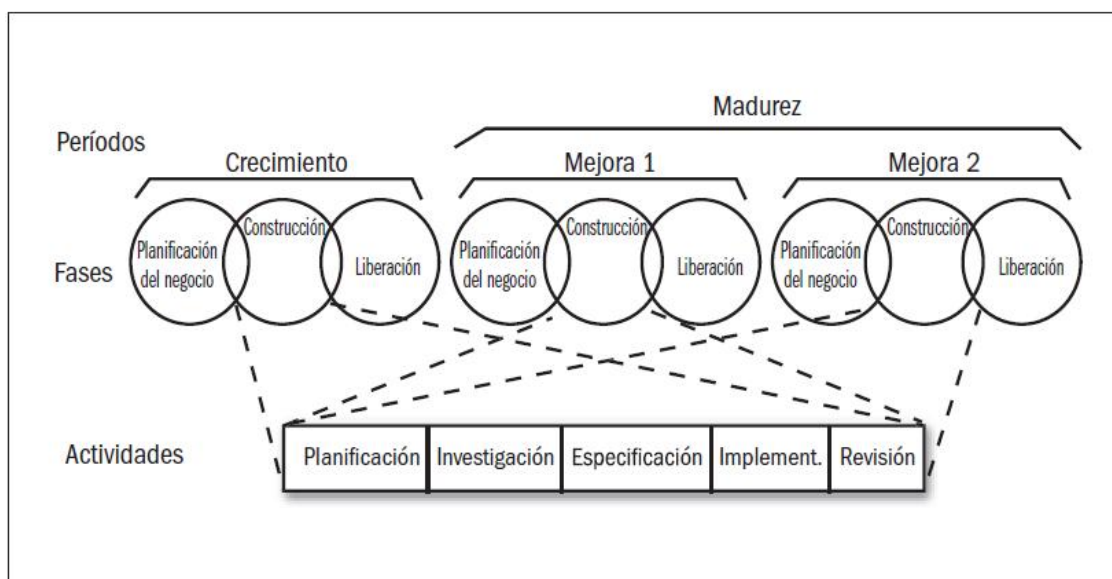 Madurez
Períodos
Crecimiento
Mejora 1
Mejora 2
Fases
Planificación
del negocio
Construcción
Liberación
Planificación
del negocio
Construcción
Liberación
Planificación
del negocio
Construcción
Liberación
Actividades
Planificación
Investigación
Especificación
Implement.
Revisión